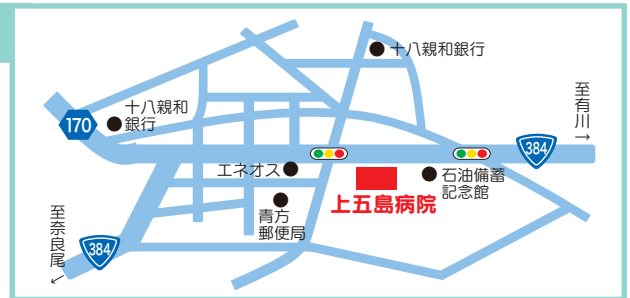 十八親和銀行
至有川→
170
十八親和
銀行
384
エネオス
石油備蓄
記念館
上五島病院
青方
郵便局
至奈良尾←
384